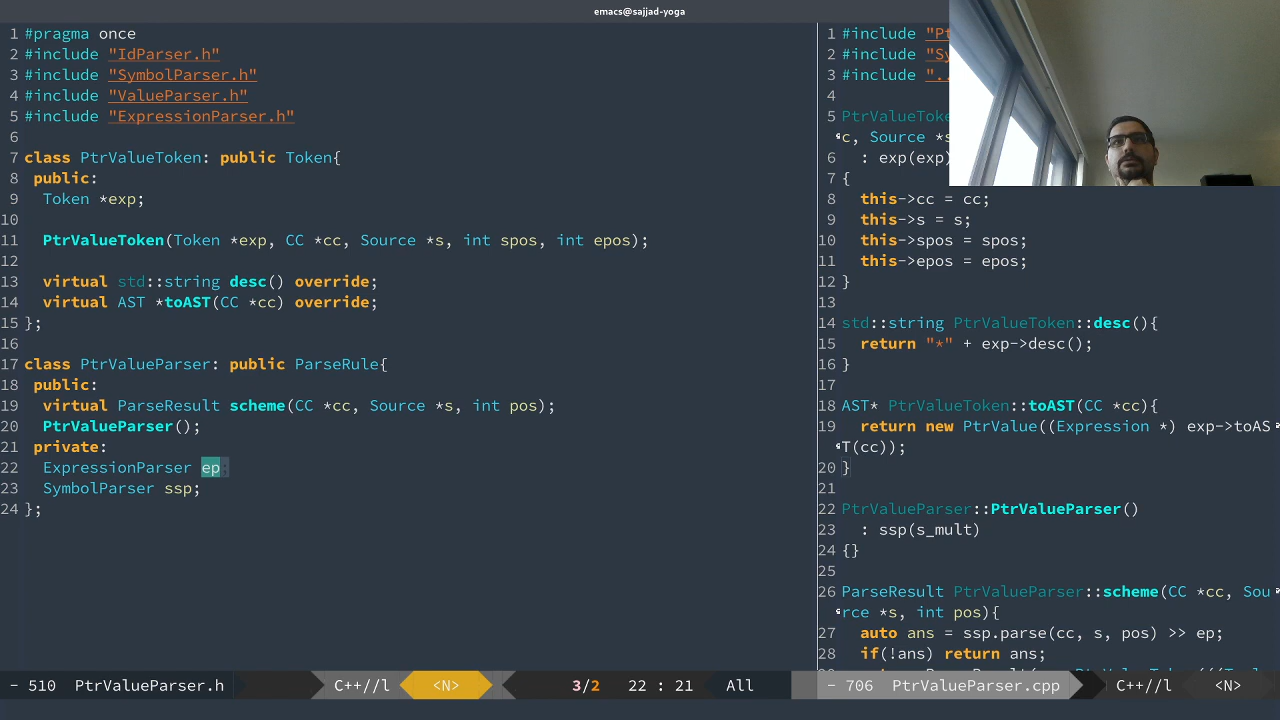 emacs@sajjad-yoga
1 #pragma once
2 #include "IdParser.h"
3 #include "SymbolParser.h"
4 #include "ValueParser.h"
5 #include "ExpressionParser.h"
6
7 class PtrValueToken: public Token{
8 public:
9 Token *exp;
10
11 PtrValueToken(Token *exp, CC *cc, Source *s, int spos, int epos);
12
13 virtual std::string desc() override;
14 virtual AST *toAST(CC *cc) override;
15 };
16
17 class PtrValueParser: public ParseRule{
18 public:
19 virtual ParseResult scheme(CC *cc, Source *s, int pos);
20 PtrValueParser();
21 private:
22 ExpressionParser ep;
23 SymbolParser ssp;
24 };
- 510 PtrValueParser.h C++//l <N> 3/2 22 : 21 All
1 #include "Pt
2 #include "Sy
3 #include "..
4
5 PtrValueToke
c, Source *s
6 : exp(exp)
7 {
8 this->cc = cc;
9 this->s = s;
10 this->spos = spos;
11 this->epos = epos;
12 }
13
14 std::string PtrValueToken::desc(){
15 return "*" + exp->desc();
16 }
17
18 AST* PtrValueToken::toAST(CC *cc){
19 return new PtrValue((Expression *) exp->toAS
T(cc));
20 }
21
22 PtrValueParser::PtrValueParser()
23 : ssp(s_mult)
24 {}
25
26 ParseResult PtrValueParser::scheme(CC *cc, Sou
rce *s, int pos){
27 auto ans = ssp.parse(cc, s, pos) >> ep;
28 if(!ans) return ans;
- 706 PtrValueParser.cpp C++//l <N>